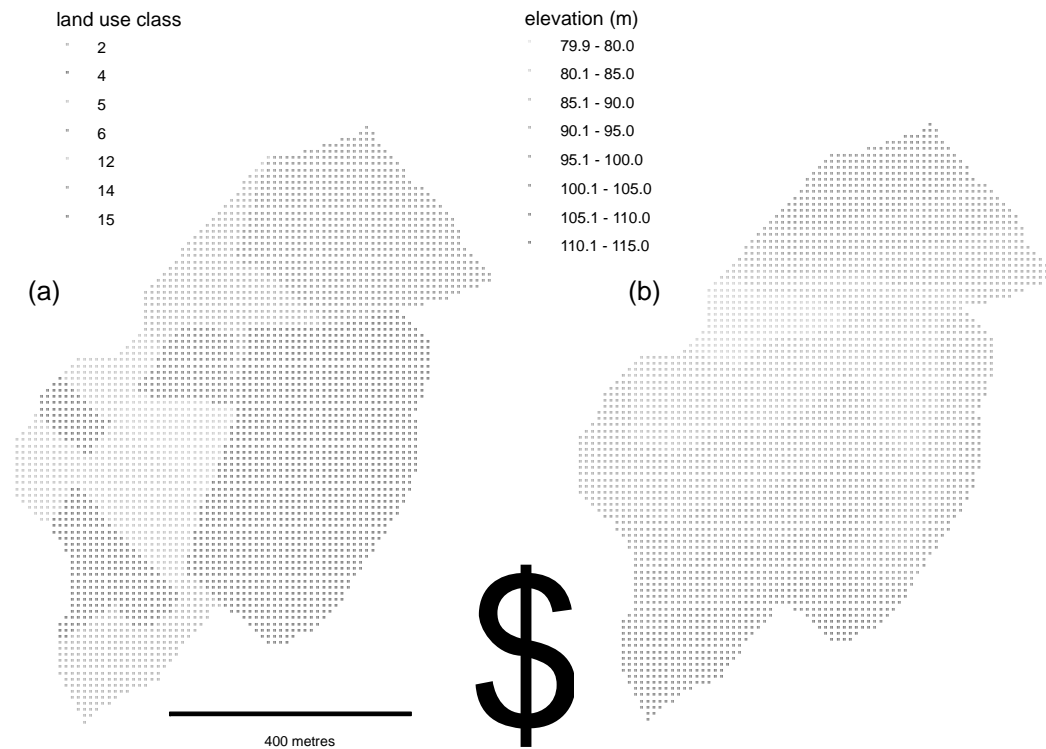 land use class
2
4
5
6
12
14
15
elevation (m)
79.9 - 80.0
80.1 - 85.0
85.1 - 90.0
90.1 - 95.0
95.1 - 100.0
100.1 - 105.0
105.1 - 110.0
110.1 - 115.0
(a)
(b)
$
400 metres